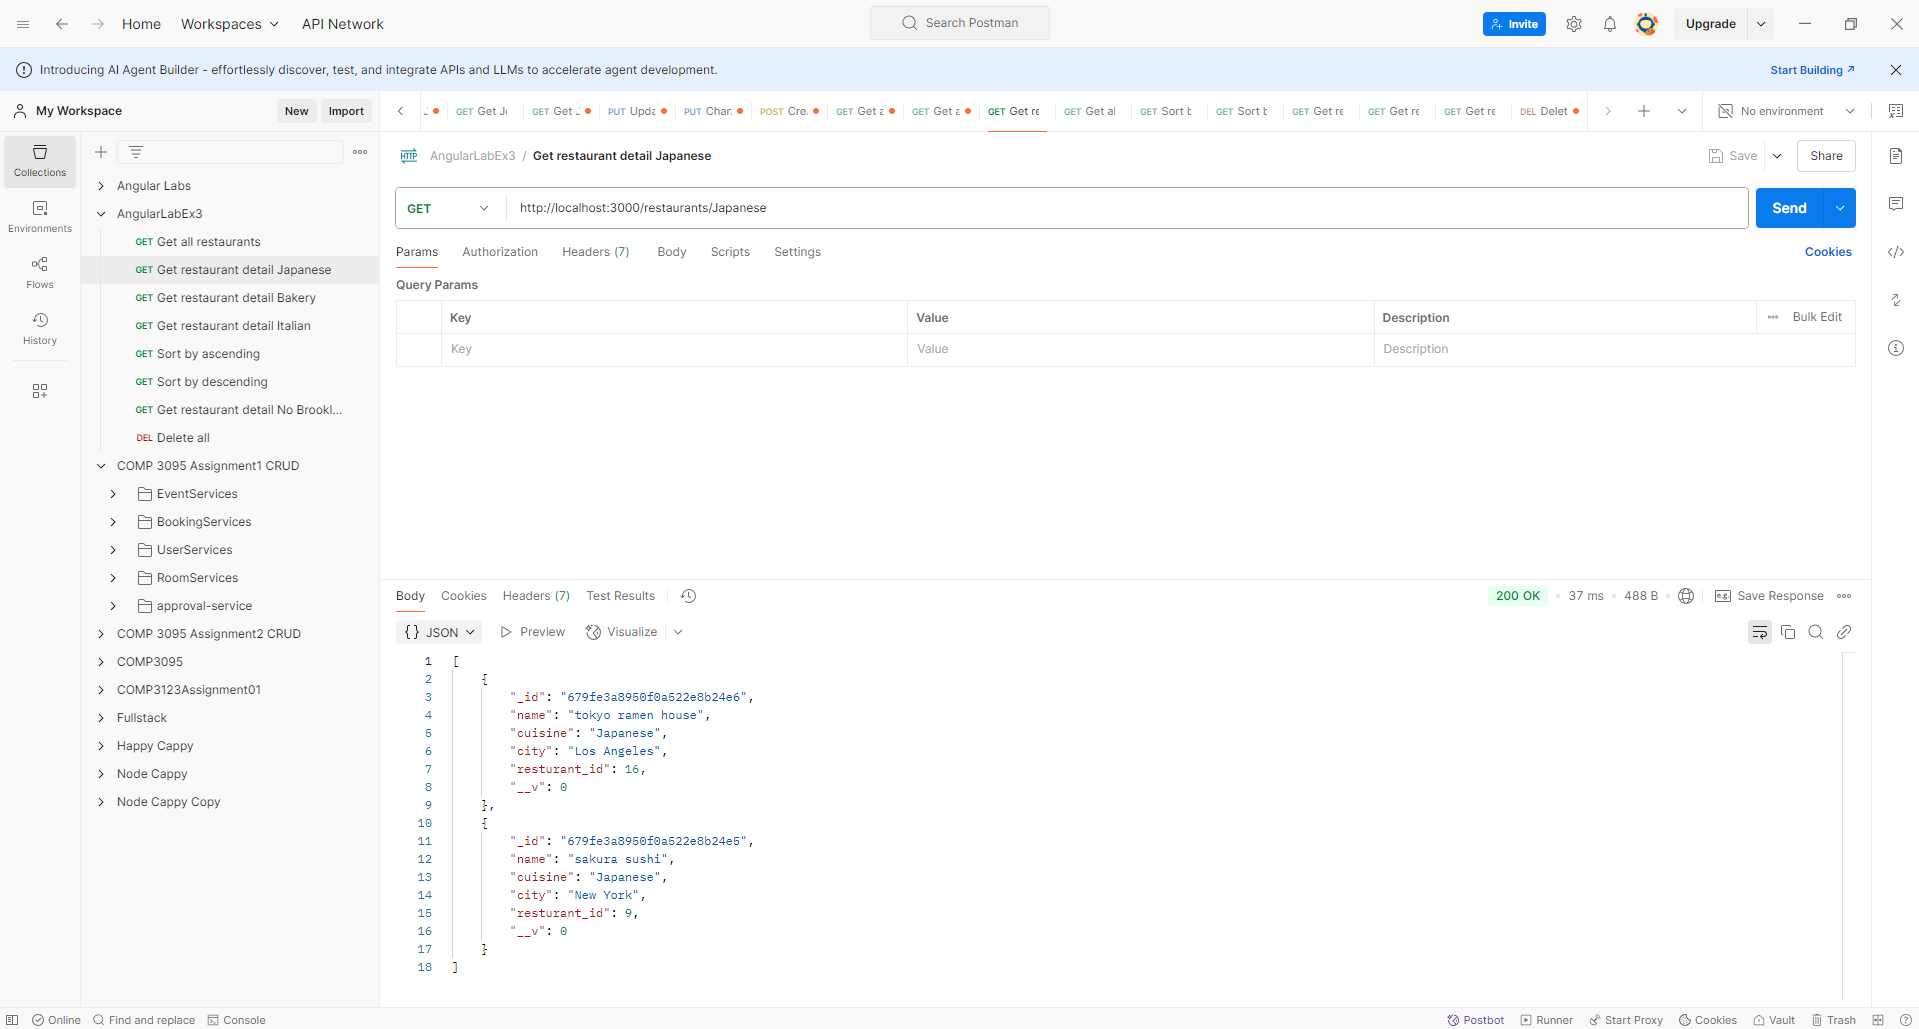 Home Workspaces API Network Search Postman Invite Upgrade
Introducing AI Agent Builder - effortlessly discover, test, and integrate APIs and LLMs to accelerate agent development. Start Building
My Workspace New Import
GET Get Jc GET Get J PUT Upda PUT Chan POST Cre GET Get a GET Get a GET Get re GET Get al GET Sort b GET Sort b GET Get re GET Get re GET Get re DEL Delet No environment
HTTP AngularLabEx3 / Get restaurant detail Japanese Save Share
GET http://localhost:3000/restaurants/Japanese Send
Params Authorization Headers (7) Body Scripts Settings Cookies
Query Params
Key Value Description Bulk Edit
Key Value Description
Collections
Environments
Flows
History
Angular Labs
AngularLabEx3
GET Get all restaurants
GET Get restaurant detail Japanese
GET Get restaurant detail Bakery
GET Get restaurant detail Italian
GET Sort by ascending
GET Sort by descending
GET Get restaurant detail No Brookl...
DEL Delete all
COMP 3095 Assignment1 CRUD
EventServices
BookingServices
UserServices
RoomServices
approval-service
COMP 3095 Assignment2 CRUD
COMP3095
COMP3123Assignment01
Fullstack
Happy Cappy
Node Cappy
Node Cappy Copy
Body Cookies Headers (7) Test Results 200 OK • 37 ms • 488 B e.g. Save Response
{} JSON Preview Visualize
1 [
2 {
3 "_id": "679fe3a8950f0a522e8b24e6",
4 "name": "tokyo ramen house",
5 "cuisine": "Japanese",
6 "city": "Los Angeles",
7 "resturant_id": 16,
8 "__v": 0
9 },
10 {
11 "_id": "679fe3a8950f0a522e8b24e5",
12 "name": "sakura sushi",
13 "cuisine": "Japanese",
14 "city": "New York",
15 "resturant_id": 9,
16 "__v": 0
17 }
18 ]
Online Find and replace Console Postbot Runner Start Proxy Cookies Vault Trash